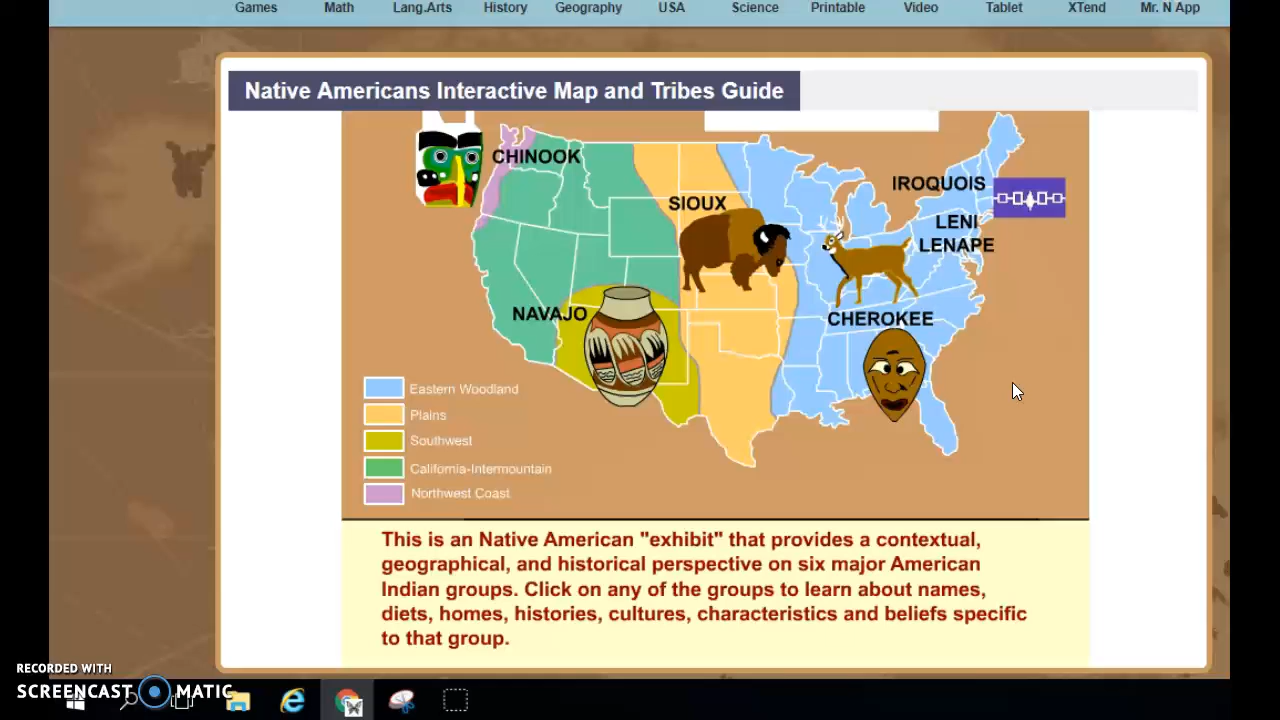 Games Math Lang.Arts History Geography USA Science Printable Video Tablet XTend Mr. N App
Native Americans Interactive Map and Tribes Guide
CHINOOK
IROQUOIS
SIOUX
LENI
LENAPE
NAVAJO
CHEROKEE
Eastern Woodland
Plains
Southwest
California-Intermountain
Northwest Coast
This is an Native American "exhibit" that provides a contextual,
geographical, and historical perspective on six major American
Indian groups. Click on any of the groups to learn about names,
diets, homes, histories, cultures, characteristics and beliefs specific
to that group.
RECORDED WITH
SCREENCAST MATIC